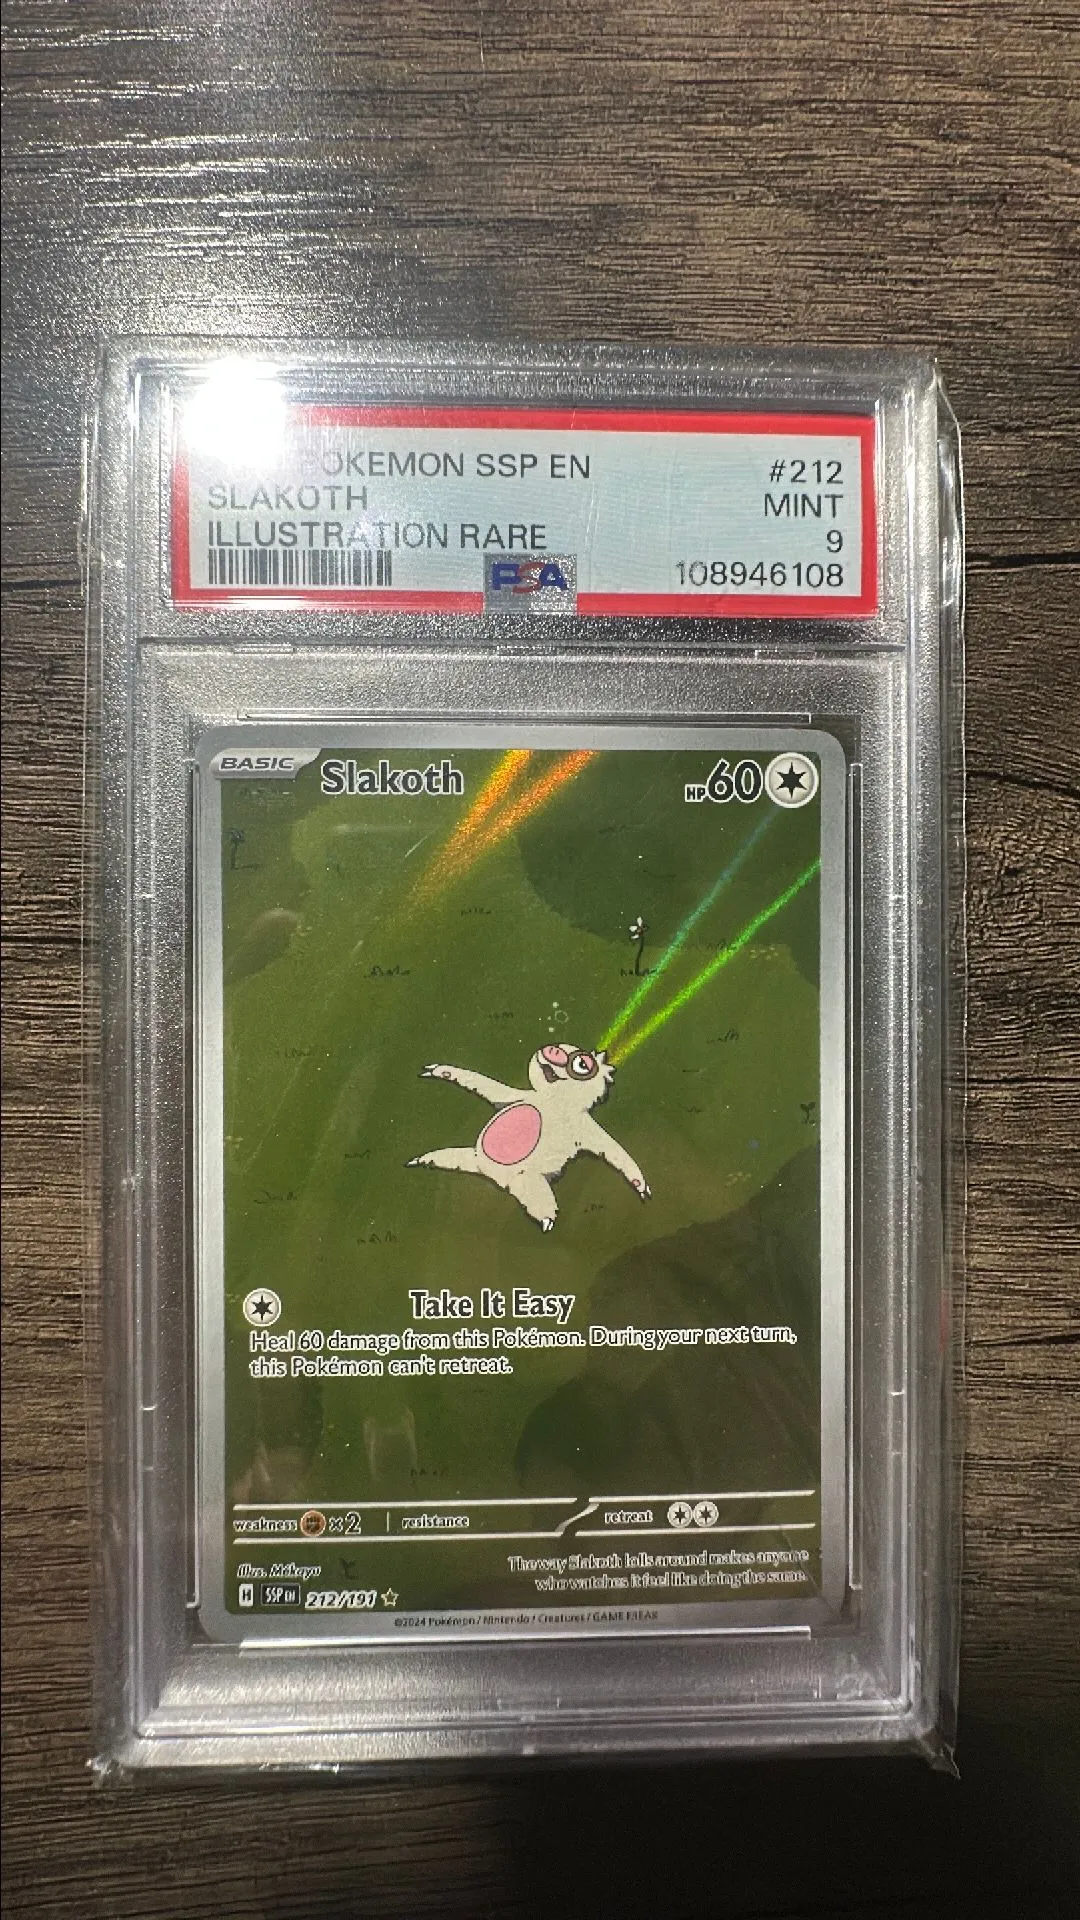 POKEMON SSP EN #212
SLAKOTH MINT
ILLUSTRATION RARE 9
PSA 108946108
BASIC Slakoth HP 60
Take It Easy
Heal 60 damage from this Pokémon. During your next turn,
this Pokémon can't retreat.
weakness ×2 resistance retreat
The way Slakoth lolls around makes anyone
who watches it feel like doing the same.
Illus. Mékayu
H SSP EN 212/191
©2024 Pokémon / Nintendo / Creatures / GAME FREAK